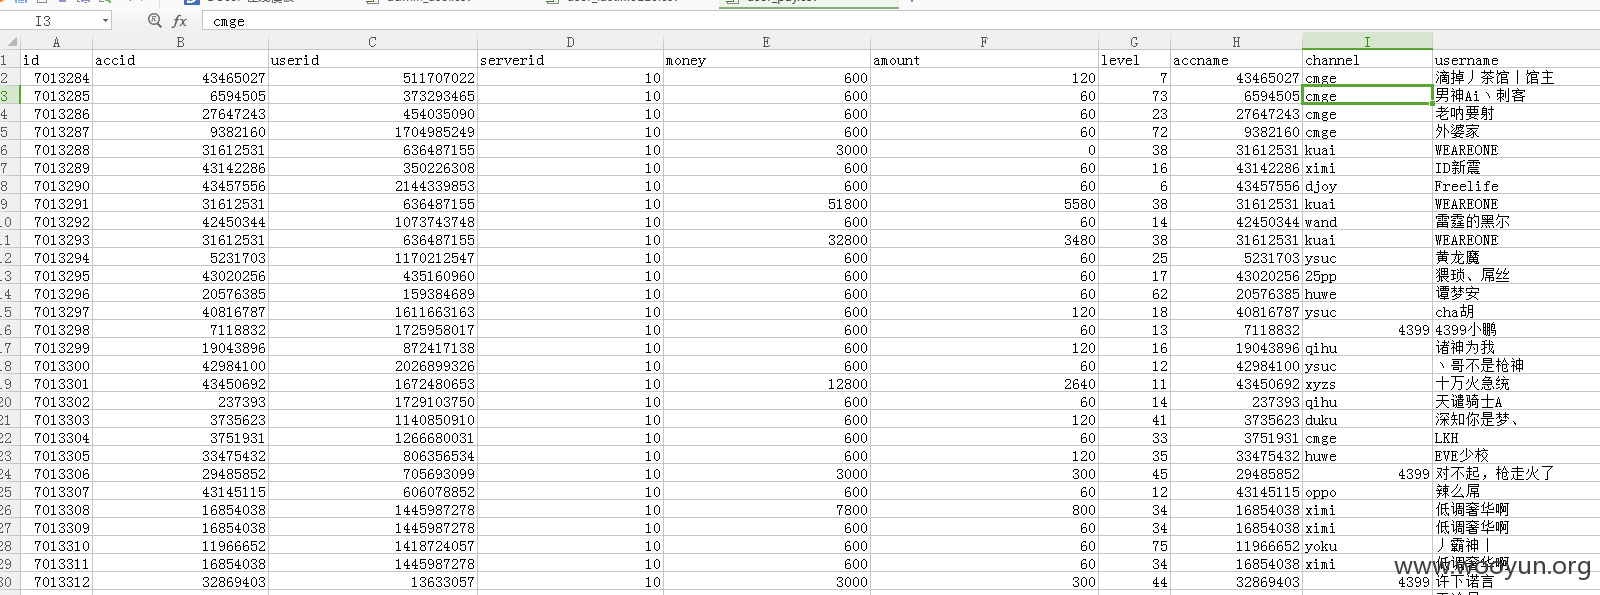 I3 fx cmge
A B C D E F G H I
1 id accid userid serverid money amount level accname channel username
2 7013284 43465027 511707022 10 600 120 7 43465027 cmge 滴掉丿茶馆丨馆主
3 7013285 6594505 373293465 10 600 60 73 6594505 cmge 男神Ai丶刺客
4 7013286 27647243 454035090 10 600 60 23 27647243 cmge 老呐要射
5 7013287 9382160 1704985249 10 600 60 72 9382160 cmge 外婆家
6 7013288 31612531 636487155 10 3000 0 38 31612531 kuai WEAREONE
7 7013289 43142286 350226308 10 600 60 16 43142286 ximi ID新震
8 7013290 43457556 2144339853 10 600 60 6 43457556 djoy Freelife
9 7013291 31612531 636487155 10 51800 5580 38 31612531 kuai WEAREONE
10 7013292 42450344 1073743748 10 600 60 14 42450344 wand 雷霆的黑尔
11 7013293 31612531 636487155 10 32800 3480 38 31612531 kuai WEAREONE
12 7013294 5231703 1170212547 10 600 60 25 5231703 ysuc 黄龙魔
13 7013295 43020256 435160960 10 600 60 17 43020256 25pp 猥琐、屌丝
14 7013296 20576385 159384689 10 600 60 62 20576385 huwe 谭梦安
15 7013297 40816787 1611663163 10 600 120 18 40816787 ysuc cha胡
16 7013298 7118832 1725958017 10 600 60 13 7118832 4399 4399小鹏
17 7013299 19043896 872417138 10 600 120 16 19043896 qihu 诸神为我
18 7013300 42984100 2026899326 10 600 60 12 42984100 ysuc 丶哥不是枪神
19 7013301 43450692 1672480653 10 12800 2640 11 43450692 xyzs 十万火急统
20 7013302 237393 1729103750 10 600 60 14 237393 qihu 天谴骑士A
21 7013303 3735623 1140850910 10 600 120 41 3735623 duku 深知你是梦、
22 7013304 3751931 1266680031 10 600 60 33 3751931 cmge LKH
23 7013305 33475432 806356534 10 600 120 35 33475432 huwe EVE少校
24 7013306 29485852 705693099 10 3000 300 45 29485852 4399 对不起，枪走火了
25 7013307 43145115 606078852 10 600 60 12 43145115 oppo 辣么屌
26 7013308 16854038 1445987278 10 7800 800 34 16854038 ximi 低调奢华啊
27 7013309 16854038 1445987278 10 600 60 34 16854038 ximi 低调奢华啊
28 7013310 11966652 1418724057 10 600 60 75 11966652 yoku 丿霸神丨
29 7013311 16854038 1445987278 10 600 60 34 16854038 ximi 低调奢华啊
30 7013312 32869403 13633057 10 3000 300 44 32869403 4399 许下诺言
www.wooyun.org